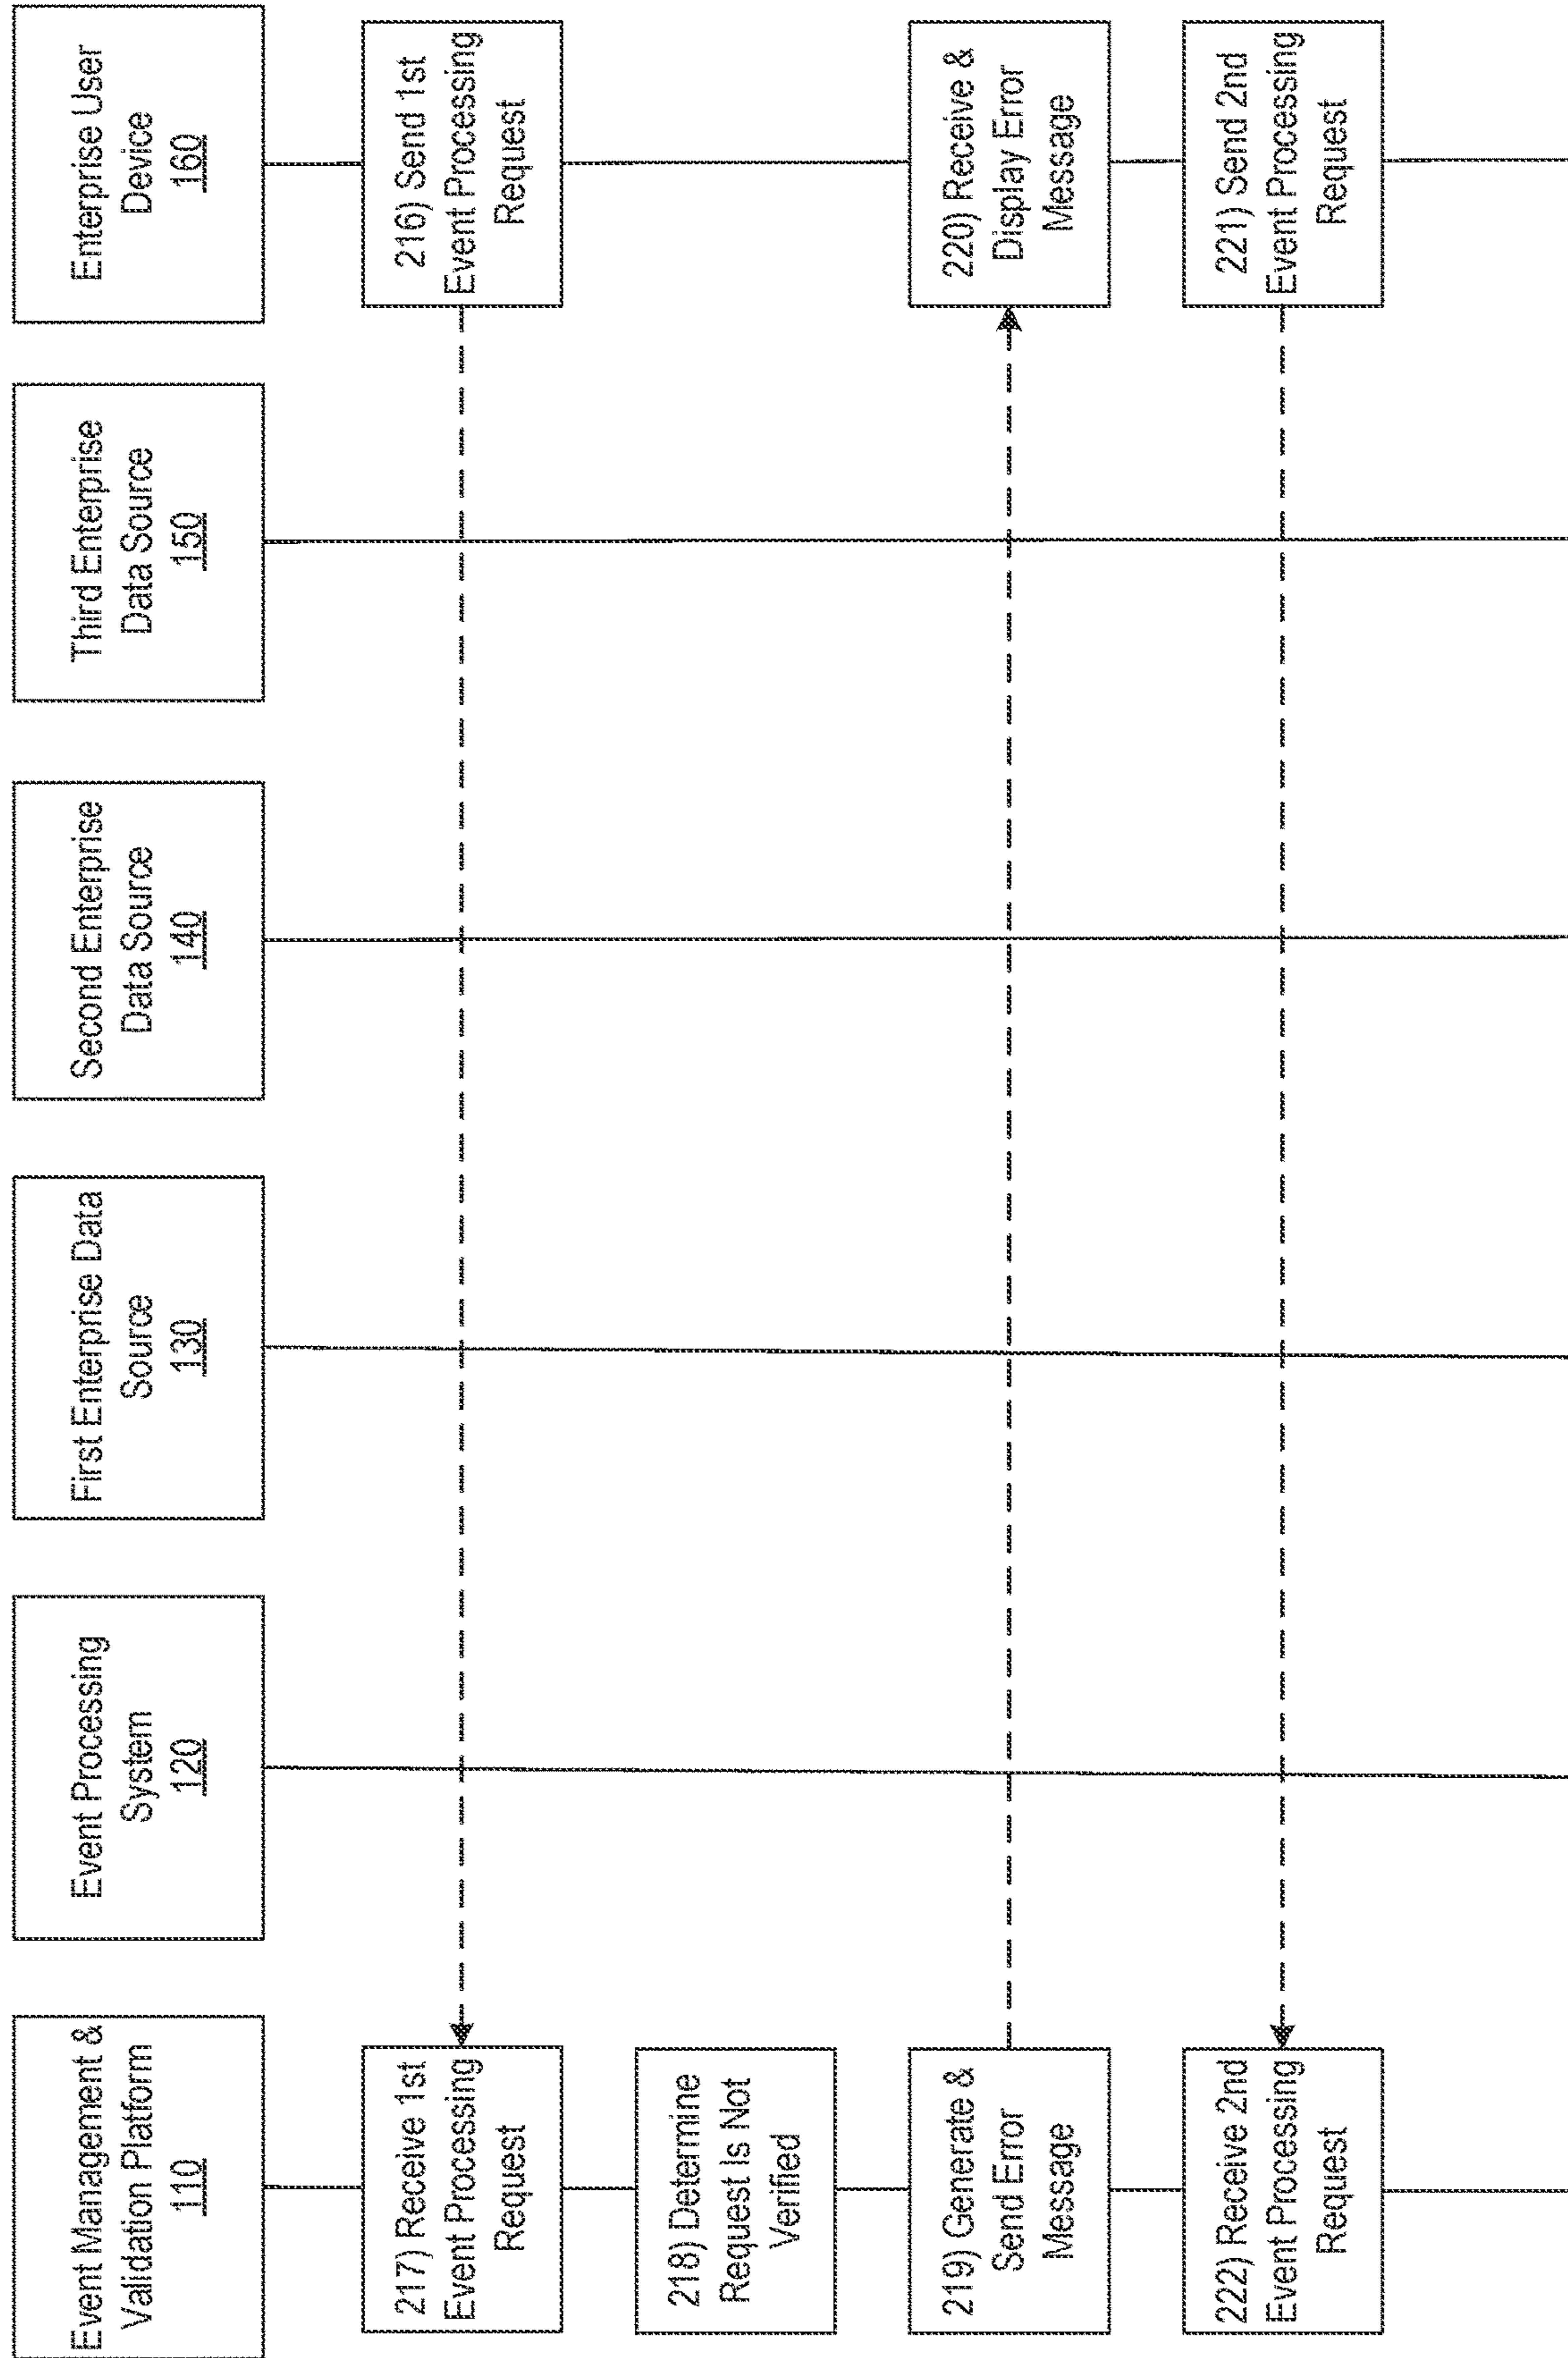 Event Management &
Validation Platform
110
Event Processing
System
120
First Enterprise Data
Source
130
Second Enterprise
Data Source
140
Third Enterprise
Data Source
150
Enterprise User
Device
160
216) Send 1st
Event Processing
Request
217) Receive 1st
Event Processing
Request
218) Determine
Request Is Not
Verified
219) Generate &
Send Error
Message
220) Receive &
Display Error
Message
221) Send 2nd
Event Processing
Request
222) Receive 2nd
Event Processing
Request